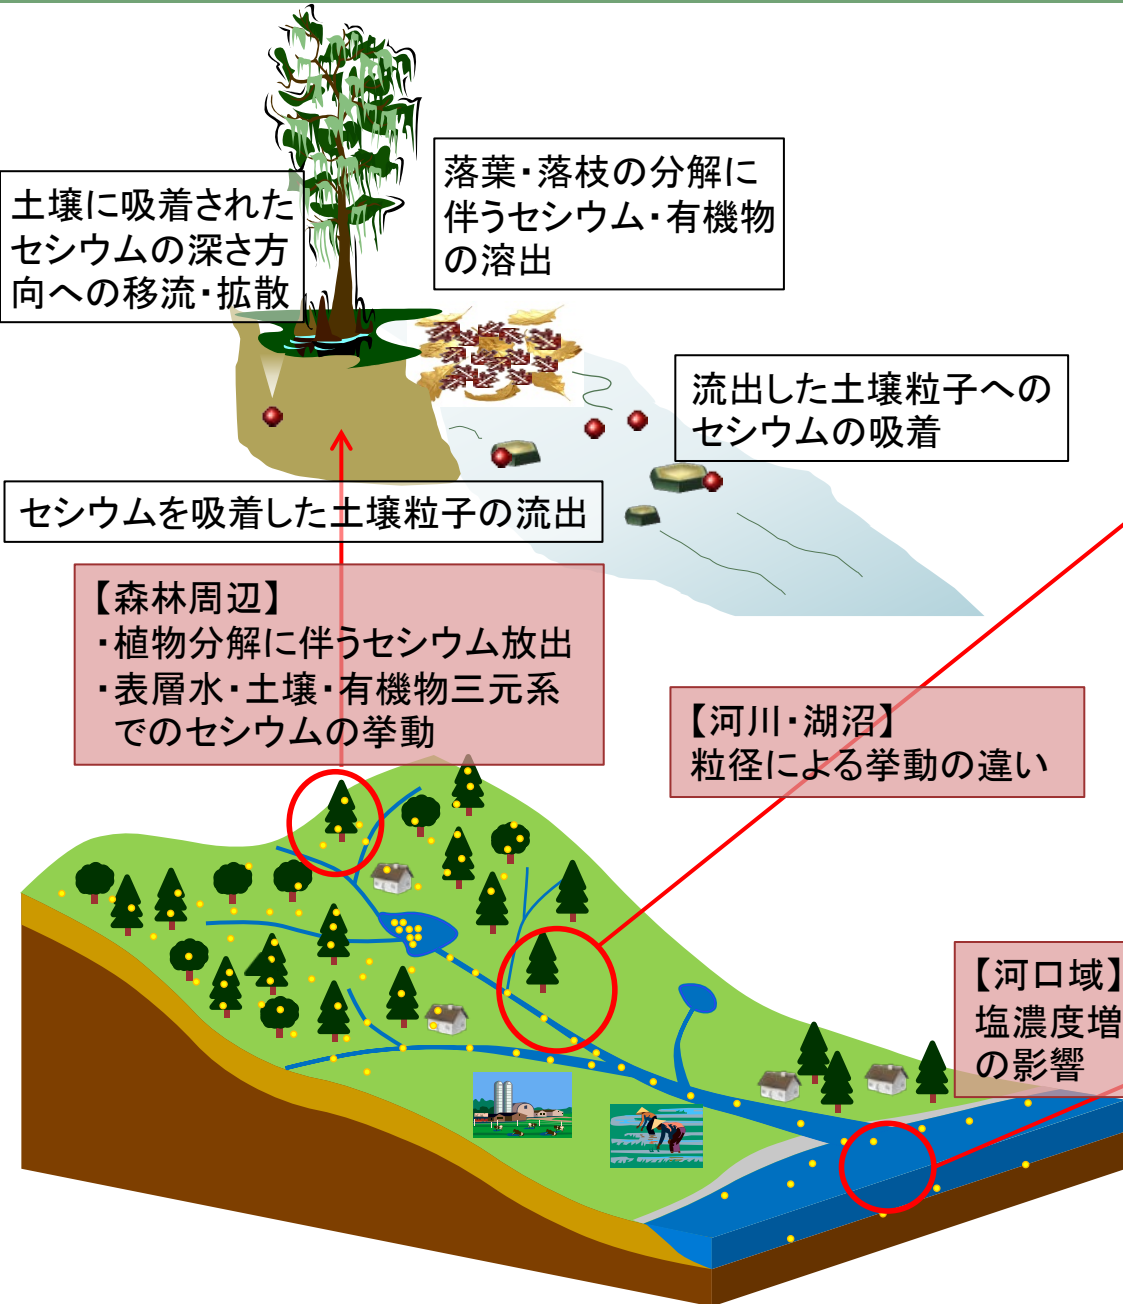 土壌に吸着された
セシウムの深さ方
向への移流・拡散
落葉・落枝の分解に
伴うセシウム・有機物
の溶出
流出した土壌粒子への
セシウムの吸着
セシウムを吸着した土壌粒子の流出
【森林周辺】
・植物分解に伴うセシウム放出
・表層水・土壌・有機物三元系
でのセシウムの挙動
【河川・湖沼】
粒径による挙動の違い
【河口域】
塩濃度増
の影響